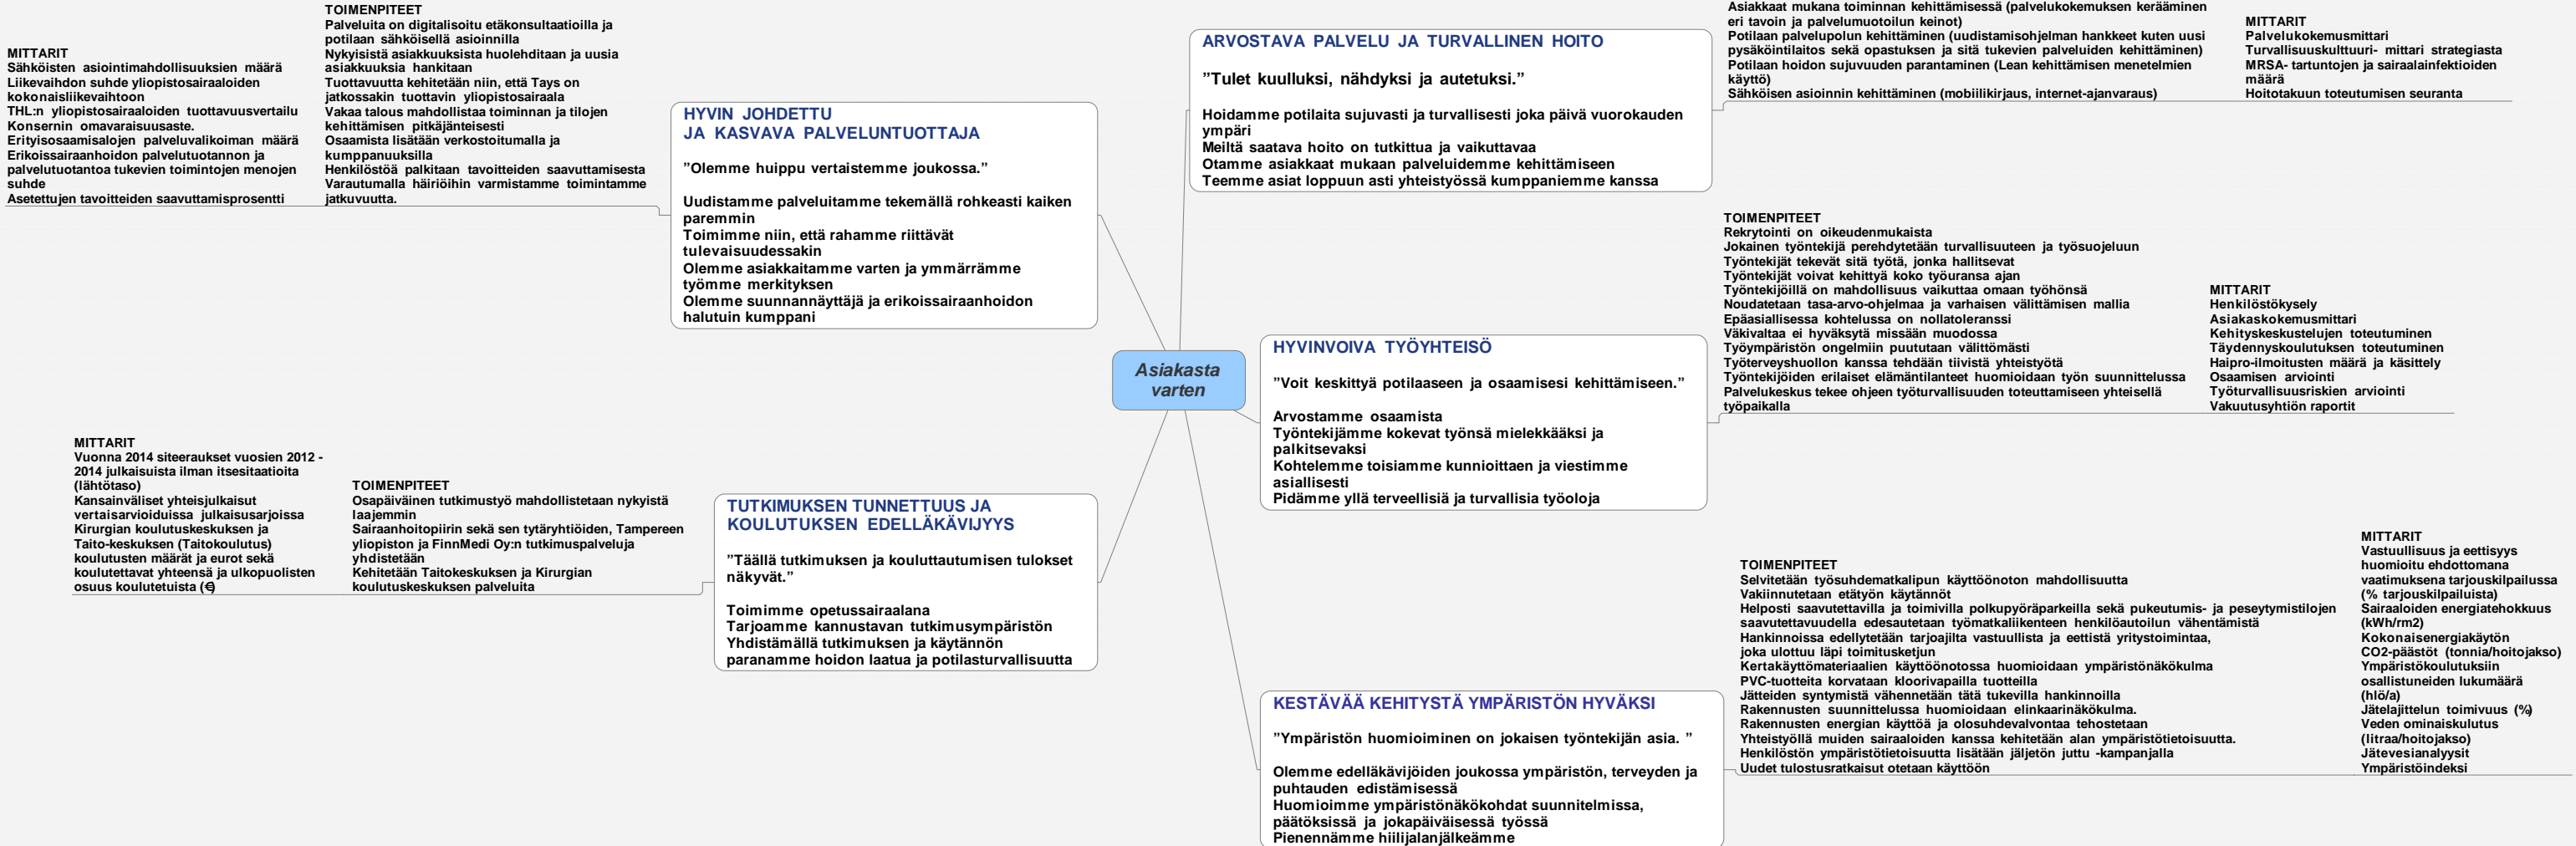 TOIMENPITEET
Palveluita on digitalisoitu etäkonsultaatioilla ja
potilaan sähköisellä asioinnilla
Nykyisistä asiakkuuksista huolehditaan ja uusia
asiakkuuksia hankitaan
Tuottavuutta kehitetään niin, että Tays on
jatkossakin tuottavin yliopistosairaala
Vakaa talous mahdollistaa toiminnan ja tilojen
kehittämisen pitkäjänteisesti
Osaamista lisätään verkostoitumalla ja
kumppanuuksilla
Henkilöstöä palkitaan tavoitteiden saavuttamisesta
Varautumalla häiriöihin varmistamme toimintamme
jatkuvuutta.
MITTARIT
Sähköisten asiointimahdollisuuksien määrä
Liikevaihdon suhde yliopistosairaaloiden
kokonaisliikevaihtoon
THL:n yliopistosairaaloiden tuottavuusvertailu
Konsernin omavaraisuusaste.
Erityisosaamisalojen palveluvalikoiman määrä
Erikoissairaanhoidon palvelutuotannon ja
palvelutuotantoa tukevien toimintojen menojen
suhde
Asetettujen tavoitteiden saavuttamisprosentti
HYVIN JOHDETTU
JA KASVAVA PALVELUNTUOTTAJA
”Olemme huippu vertaistemme joukossa.”
Uudistamme palveluitamme tekemällä rohkeasti kaiken
paremmin
Toimimme niin, että rahamme riittävät
tulevaisuudessakin
Olemme asiakkaitamme varten ja ymmärrämme
työmme merkityksen
Olemme suunnannäyttäjä ja erikoissairaanhoidon
halutuin kumppani
ARVOSTAVA PALVELU JA TURVALLINEN HOITO
”Tulet kuulluksi, nähdyksi ja autetuksi.”
Hoidamme potilaita sujuvasti ja turvallisesti joka päivä vuorokauden
ympäri
Meiltä saatava hoito on tutkittua ja vaikuttavaa
Otamme asiakkaat mukaan palveluidemme kehittämiseen
Teemme asiat loppuun asti yhteistyössä kumppaniemme kanssa
Asiakkaat mukana toiminnan kehittämisessä (palvelukokemuksen kerääminen
eri tavoin ja palvelumuotoilun keinot)
Potilaan palvelupolun kehittäminen (uudistamisohjelman hankkeet kuten uusi
pysäköintilaitos sekä opastuksen ja sitä tukevien palveluiden kehittäminen)
Potilaan hoidon sujuvuuden parantaminen (Lean kehittämisen menetelmien
käyttö)
Sähköisen asioinnin kehittäminen (mobiilikirjaus, internet-ajanvaraus)
MITTARIT
Palvelukokemusmittari
Turvallisuuskulttuuri- mittari strategiasta
MRSA- tartuntojen ja sairaalainfektioiden
määrä
Hoitotakuun toteutumisen seuranta
Asiakasta
varten
HYVINVOIVA TYÖYHTEISÖ
”Voit keskittyä potilaaseen ja osaamisesi kehittämiseen.”
Arvostamme osaamista
Työntekijämme kokevat työnsä mielekkääksi ja
palkitsevaksi
Kohtelemme toisiamme kunnioittaen ja viestimme
asiallisesti
Pidämme yllä terveellisiä ja turvallisia työoloja
TOIMENPITEET
Rekrytointi on oikeudenmukaista
Jokainen työntekijä perehdytetään turvallisuuteen ja työsuojeluun
Työntekijät tekevät sitä työtä, jonka hallitsevat
Työntekijät voivat kehittyä koko työuransa ajan
Työntekijöillä on mahdollisuus vaikuttaa omaan työhönsä
Noudatetaan tasa-arvo-ohjelmaa ja varhaisen välittämisen mallia
Epäasiallisessa kohtelussa on nollatoleranssi
Väkivaltaa ei hyväksytä missään muodossa
Työympäristön ongelmiin puututaan välittömästi
Työterveyshuollon kanssa tehdään tiivistä yhteistyötä
Työntekijöiden erilaiset elämäntilanteet huomioidaan työn suunnittelussa
Palvelukeskus tekee ohjeen työturvallisuuden toteuttamiseen yhteisellä
työpaikalla
MITTARIT
Henkilöstökysely
Asiakaskokemusmittari
Kehityskeskustelujen toteutuminen
Täydennyskoulutuksen toteutuminen
Haipro-ilmoitusten määrä ja käsittely
Osaamisen arviointi
Työturvallisuusriskien arviointi
Vakuutusyhtiön raportit
MITTARIT
Vuonna 2014 siteeraukset vuosien 2012 -
2014 julkaisuista ilman itsesitaatioita
(lähtötaso)
Kansainväliset yhteisjulkaisut
vertaisarvioiduissa julkaisusarjoissa
Kirurgian koulutuskeskuksen ja
Taito-keskuksen (Taitokoulutus)
koulutusten määrät ja eurot sekä
koulutettavat yhteensä ja ulkopuolisten
osuus koulutetuista (€)
TOIMENPITEET
Osapäiväinen tutkimustyö mahdollistetaan nykyistä
laajemmin
Sairaanhoitopiirin sekä sen tytäryhtiöiden, Tampereen
yliopiston ja FinnMedi Oy:n tutkimuspalveluja
yhdistetään
Kehitetään Taitokeskuksen ja Kirurgian
koulutuskeskuksen palveluita
TUTKIMUKSEN TUNNETTUUS JA
KOULUTUKSEN EDELLÄKÄVIJYYS
”Täällä tutkimuksen ja kouluttautumisen tulokset
näkyvät.”
Toimimme opetussairaalana
Tarjoamme kannustavan tutkimusympäristön
Yhdistämällä tutkimuksen ja käytännön
paranamme hoidon laatua ja potilasturvallisuutta
KESTÄVÄÄ KEHITYSTÄ YMPÄRISTÖN HYVÄKSI
”Ympäristön huomioiminen on jokaisen työntekijän asia. ”
Olemme edelläkävijöiden joukossa ympäristön, terveyden ja
puhtauden edistämisessä
Huomioimme ympäristönäkökohdat suunnitelmissa,
päätöksissä ja jokapäiväisessä työssä
Pienennämme hiilijalanjälkeämme
TOIMENPITEET
Selvitetään työsuhdematkalipun käyttöönoton mahdollisuutta
Vakiinnutetaan etätyön käytännöt
Helposti saavutettavilla ja toimivilla polkupyöräparkeilla sekä pukeutumis- ja peseytymistilojen
saavutettavuudella edesautetaan työmatkaliikenteen henkilöautoilun vähentämistä
Hankinnoissa edellytetään tarjoajilta vastuullista ja eettistä yritystoimintaa,
joka ulottuu läpi toimitusketjun
Kertakäyttömateriaalien käyttöönotossa huomioidaan ympäristönäkökulma
PVC-tuotteita korvataan kloorivapailla tuotteilla
Jätteiden syntymistä vähennetään tätä tukevilla hankinnoilla
Rakennusten suunnittelussa huomioidaan elinkaarinäkökulma.
Rakennusten energian käyttöä ja olosuhdevalvontaa tehostetaan
Yhteistyöllä muiden sairaaloiden kanssa kehitetään alan ympäristötietoisuutta.
Henkilöstön ympäristötietoisuutta lisätään jäljetön juttu -kampanjalla
Uudet tulostusratkaisut otetaan käyttöön
MITTARIT
Vastuullisuus ja eettisyys
huomioitu ehdottomana
vaatimuksena tarjouskilpailussa
(% tarjouskilpailuista)
Sairaaloiden energiatehokkuus
(kWh/rm2)
Kokonaisenergiakäytön
CO2-päästöt (tonnia/hoitojakso)
Ympäristökoulutuksiin
osallistuneiden lukumäärä
(hlö/a)
Jätelajittelun toimivuus (%)
Veden ominaiskulutus
(litraa/hoitojakso)
Jätevesianalyysit
Ympäristöindeksi